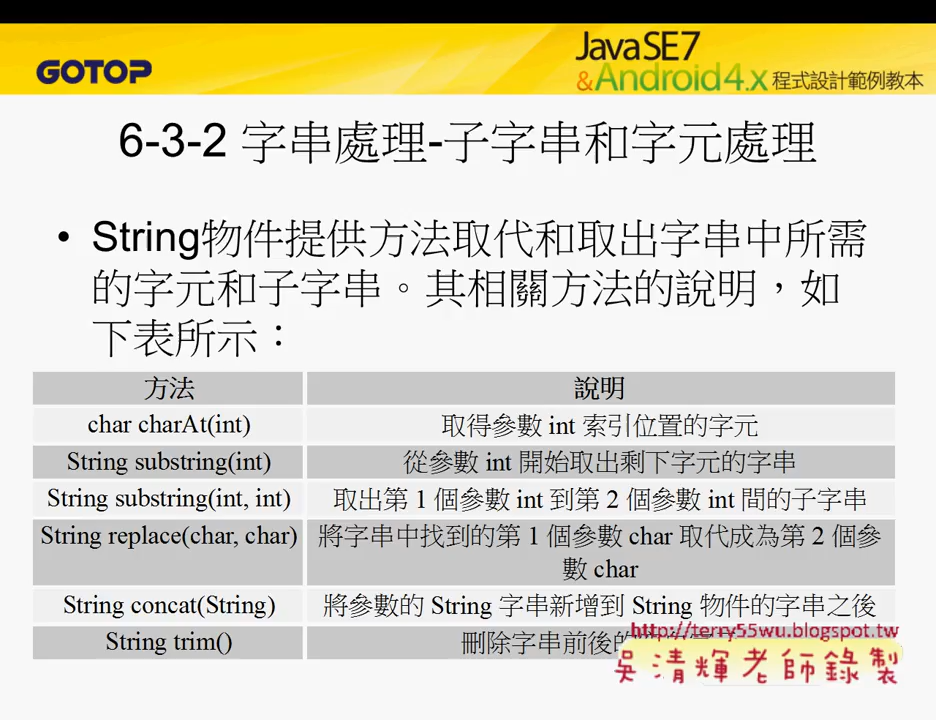 GOTOP
JavaSE7
&Android4.x 程式設計範例教本
6-3-2 字串處理-子字串和字元處理
• String物件提供方法取代和取出字串中所需
的字元和子字串。其相關方法的說明，如
下表所示：
方法 說明
char charAt(int) 取得參數 int 索引位置的字元
String substring(int) 從參數 int 開始取出剩下字元的字串
String substring(int, int) 取出第 1 個參數 int 到第 2 個參數 int 間的子字串
String replace(char, char) 將字串中找到的第 1 個參數 char 取代成為第 2 個參
數 char
String concat(String) 將參數的 String 字串新增到 String 物件的字串之後
String trim() 刪除字串前後的
http://terry55wu.blogspot.tw
吳清輝老師錄製